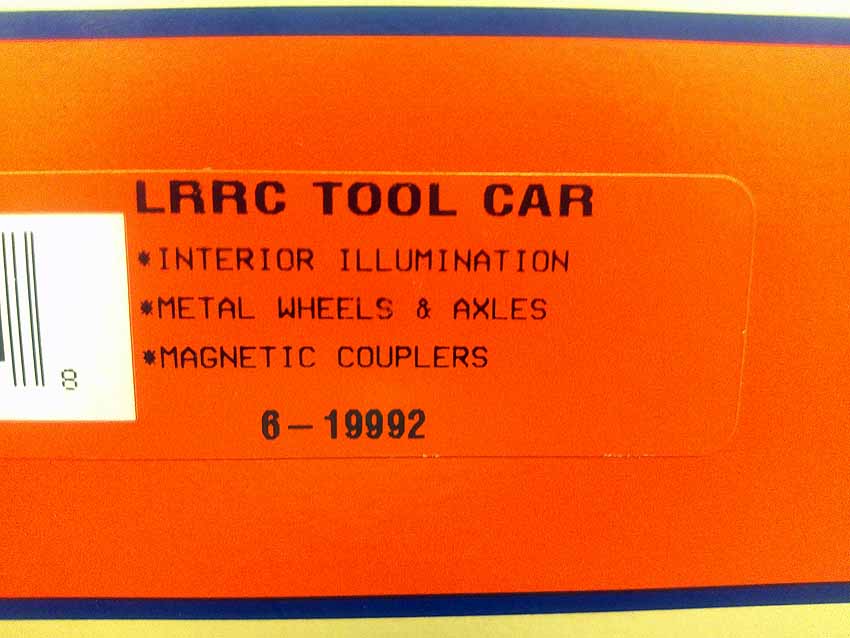 LRRC TOOL CAR
*INTERIOR ILLUMINATION
*METAL WHEELS & AXLES
*MAGNETIC COUPLERS
8
6-19992